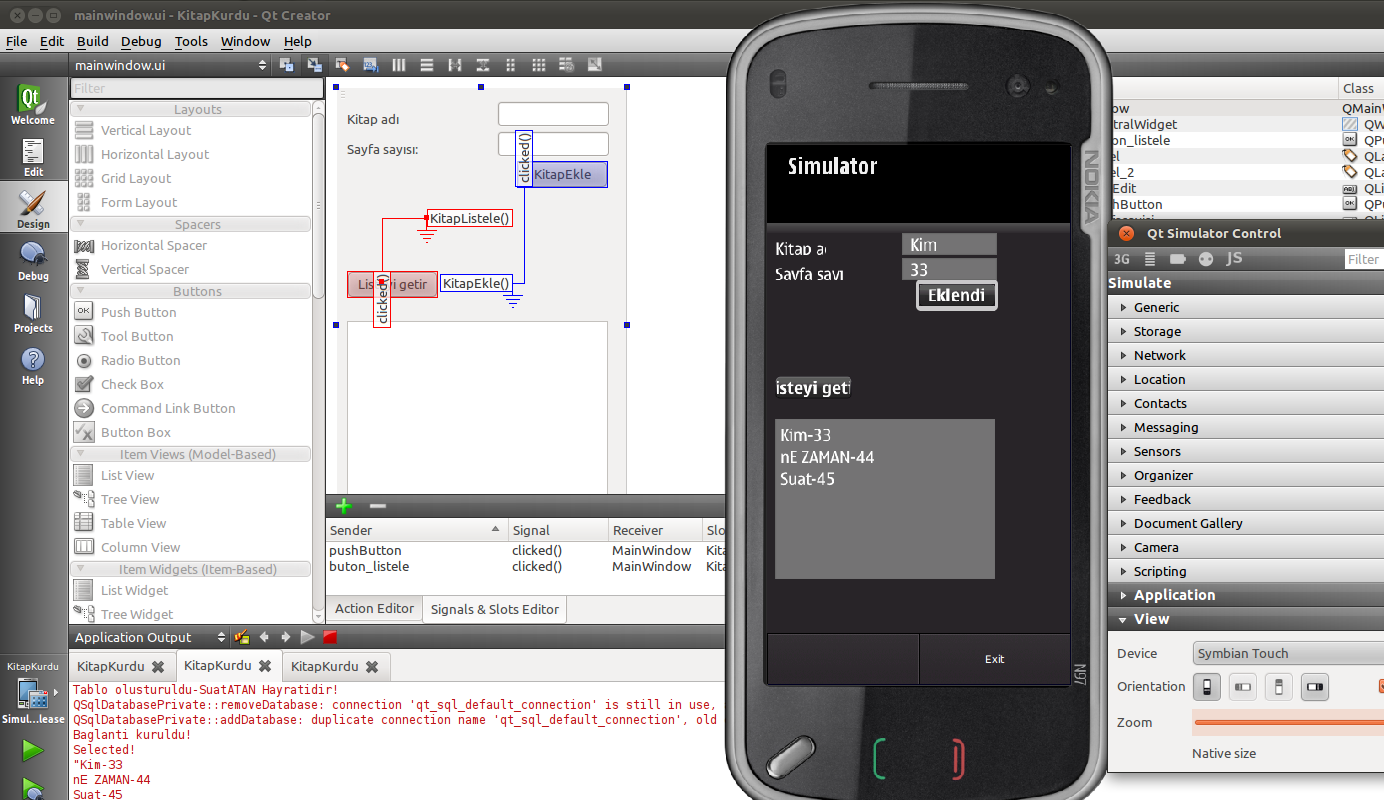 mainwindow.ui - KitapKurdu - Qt Creator
File Edit Build Debug Tools Window Help
mainwindow.ui
Filter
Welcome
Edit
Design
Debug
Projects
Help
Layouts
Vertical Layout
Horizontal Layout
Grid Layout
Form Layout
Spacers
Horizontal Spacer
Vertical Spacer
Buttons
Push Button
Tool Button
Radio Button
Check Box
Command Link Button
Button Box
Item Views (Model-Based)
List View
Tree View
Table View
Column View
Item Widgets (Item-Based)
List Widget
Tree Widget
Kitap adı
Sayfa sayısı:
clicked()
KitapEkle
KitapListele()
KitapEkle()
clicked()
Sender Signal Receiver Slo
pushButton clicked() MainWindow Kita
buton_listele clicked() MainWindow Kita
Action Editor Signals & Slots Editor
Application Output
KitapKurdu KitapKurdu KitapKurdu
KitapKurdu
Simul...lease
Tablo olusturuldu-SuatATAN Hayratidir!
QSqlDatabasePrivate::removeDatabase: connection 'qt_sql_default_connection' is still in use,
QSqlDatabasePrivate::addDatabase: duplicate connection name 'qt_sql_default_connection', old
Baglanti kuruldu!
Selected!
"Kim-33
nE ZAMAN-44
Suat-45
Simulator
Kitap ad
Kim
Sayfa sayı
33
Eklendi
isteyi geti
Kim-33
nE ZAMAN-44
Suat-45
Exit
NOKIA
N97
Class
ow QMainW
tralWidget QW
on_listele QPu
el QLa
el_2 QLa
Edit QLi
shButton QPu
Qt Simulator Control
3G JS Filter
Simulate
Generic
Storage
Network
Location
Contacts
Messaging
Sensors
Organizer
Feedback
Document Gallery
Camera
Scripting
Application
View
Device Symbian Touch
Orientation
Zoom
Native size